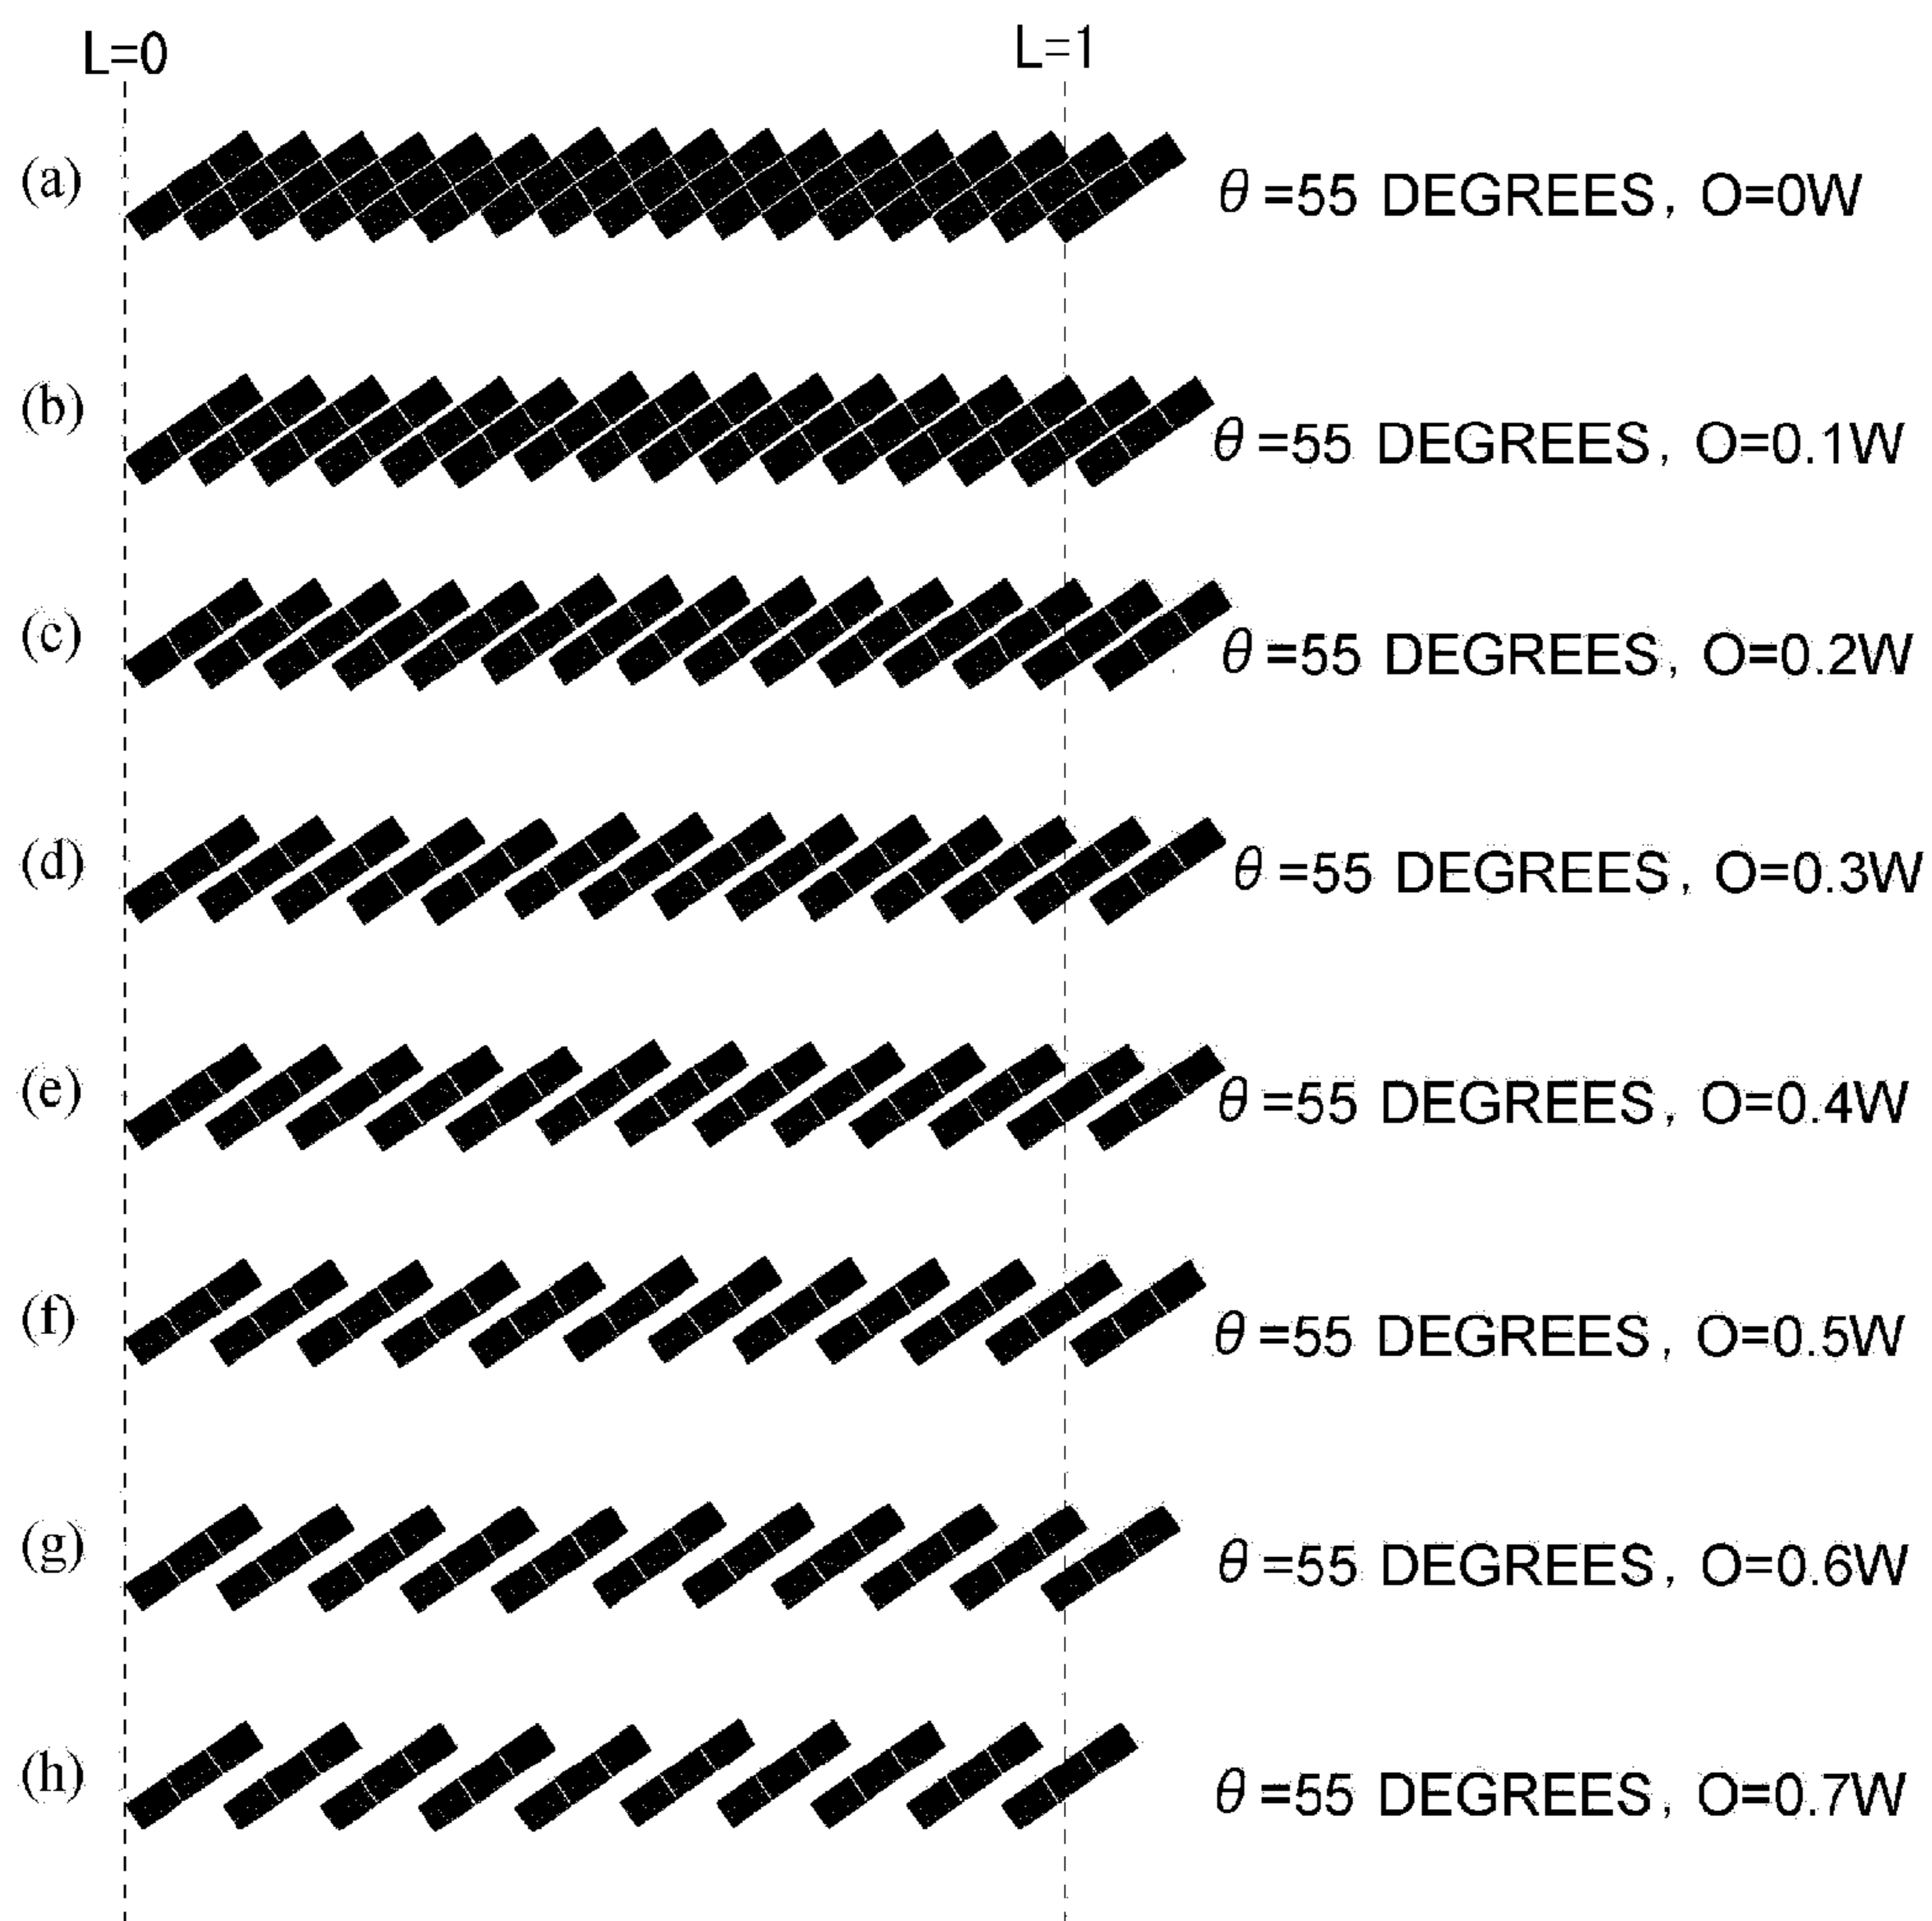 L=0
L=1
(a)
θ=55 DEGREES, O=0W
(b)
θ=55 DEGREES, O=0.1W
(c)
θ=55 DEGREES, O=0.2W
(d)
θ=55 DEGREES, O=0.3W
(e)
θ=55 DEGREES, O=0.4W
(f)
θ=55 DEGREES, O=0.5W
(g)
θ=55 DEGREES, O=0.6W
(h)
θ=55 DEGREES, O=0.7W